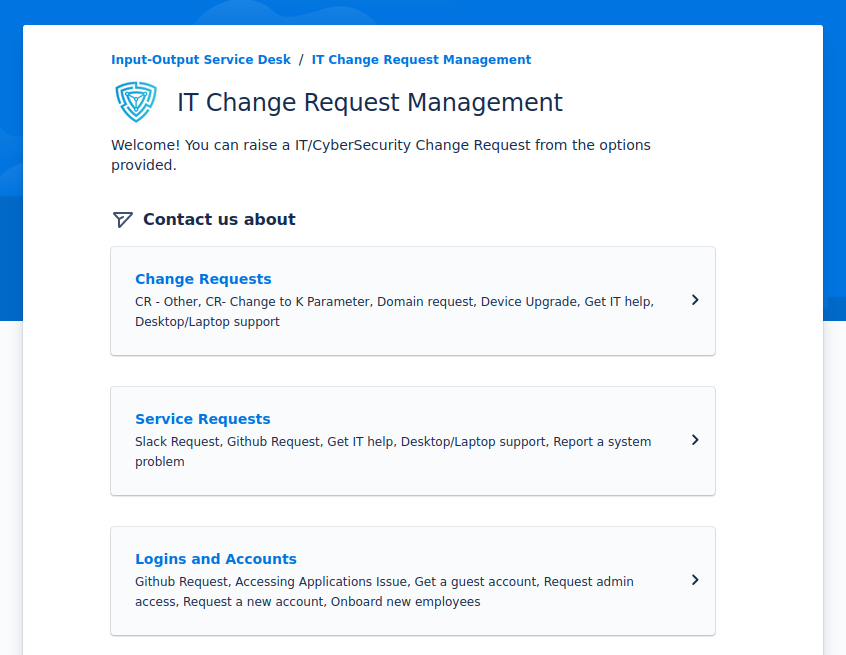 Input-Output Service Desk / IT Change Request Management
IT Change Request Management
Welcome! You can raise a IT/CyberSecurity Change Request from the options
provided.
Contact us about
Change Requests
CR - Other, CR- Change to K Parameter, Domain request, Device Upgrade, Get IT help,
Desktop/Laptop support
Service Requests
Slack Request, Github Request, Get IT help, Desktop/Laptop support, Report a system
problem
Logins and Accounts
Github Request, Accessing Applications Issue, Get a guest account, Request admin
access, Request a new account, Onboard new employees